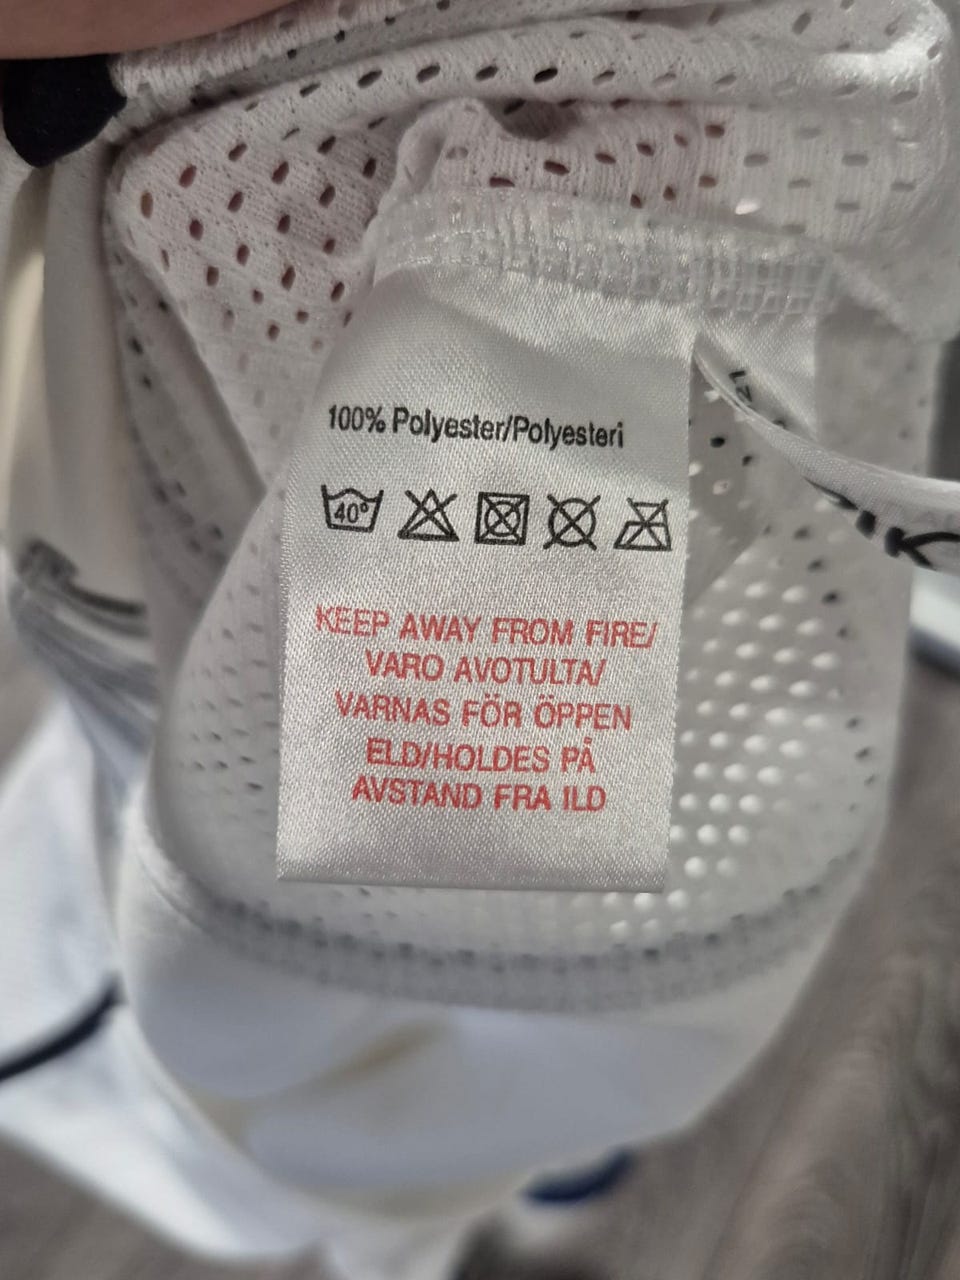 100% Polyester/Polyesteri
40°
KEEP AWAY FROM FIRE/
VARO AVOTULTA/
VARNAS FÖR ÖPPEN
ELD/HOLDES PÅ
AVSTAND FRA ILD